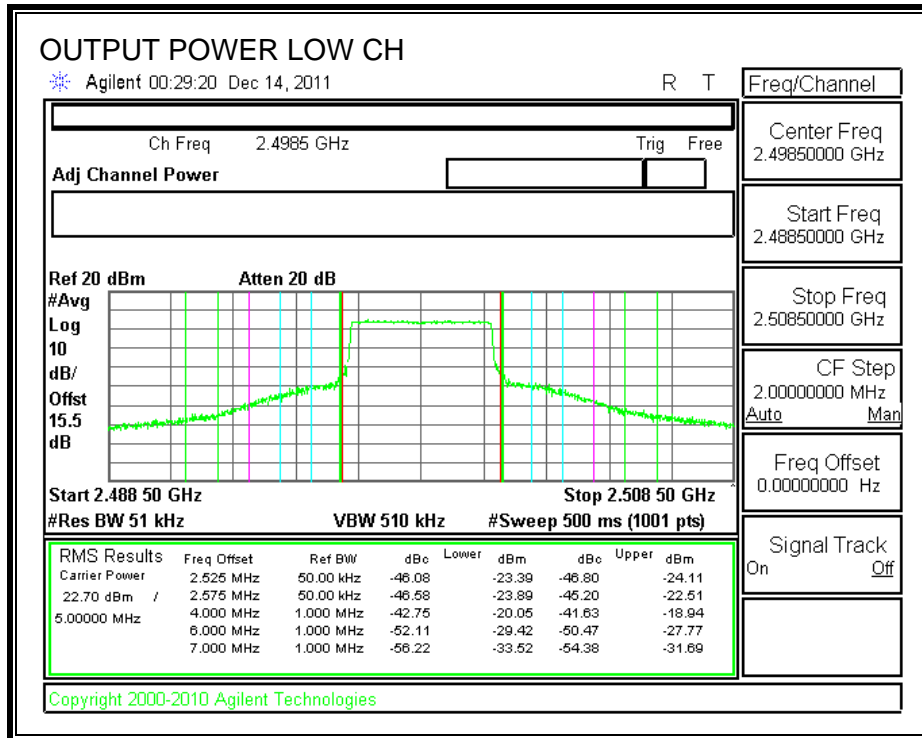 OUTPUT POWER LOW CH
Agilent 00:29:20 Dec 14, 2011 R T
Freq/Channel
Ch Freq 2.4985 GHz Trig Free
Adj Channel Power
Center Freq
2.49850000 GHz
Start Freq
2.48850000 GHz
Stop Freq
2.50850000 GHz
CF Step
2.00000000 MHz
Auto Man
Freq Offset
0.00000000 Hz
Signal Track
On Off
Ref 20 dBm Atten 20 dB
#Avg
Log
10
dB/
Offst
15.5
dB
Start 2.488 50 GHz Stop 2.508 50 GHz
#Res BW 51 kHz VBW 510 kHz #Sweep 500 ms (1001 pts)
RMS Results Freq Offset Ref BW dBc Lower dBm dBc Upper dBm
Carrier Power 2.525 MHz 50.00 kHz -46.08 -23.39 -46.80 -24.11
22.70 dBm / 2.575 MHz 50.00 kHz -46.58 -23.89 -45.20 -22.51
5.00000 MHz 4.000 MHz 1.000 MHz -42.75 -20.05 -41.63 -18.94
6.000 MHz 1.000 MHz -52.11 -29.42 -50.47 -27.77
7.000 MHz 1.000 MHz -56.22 -33.52 -54.38 -31.69
Copyright 2000-2010 Agilent Technologies